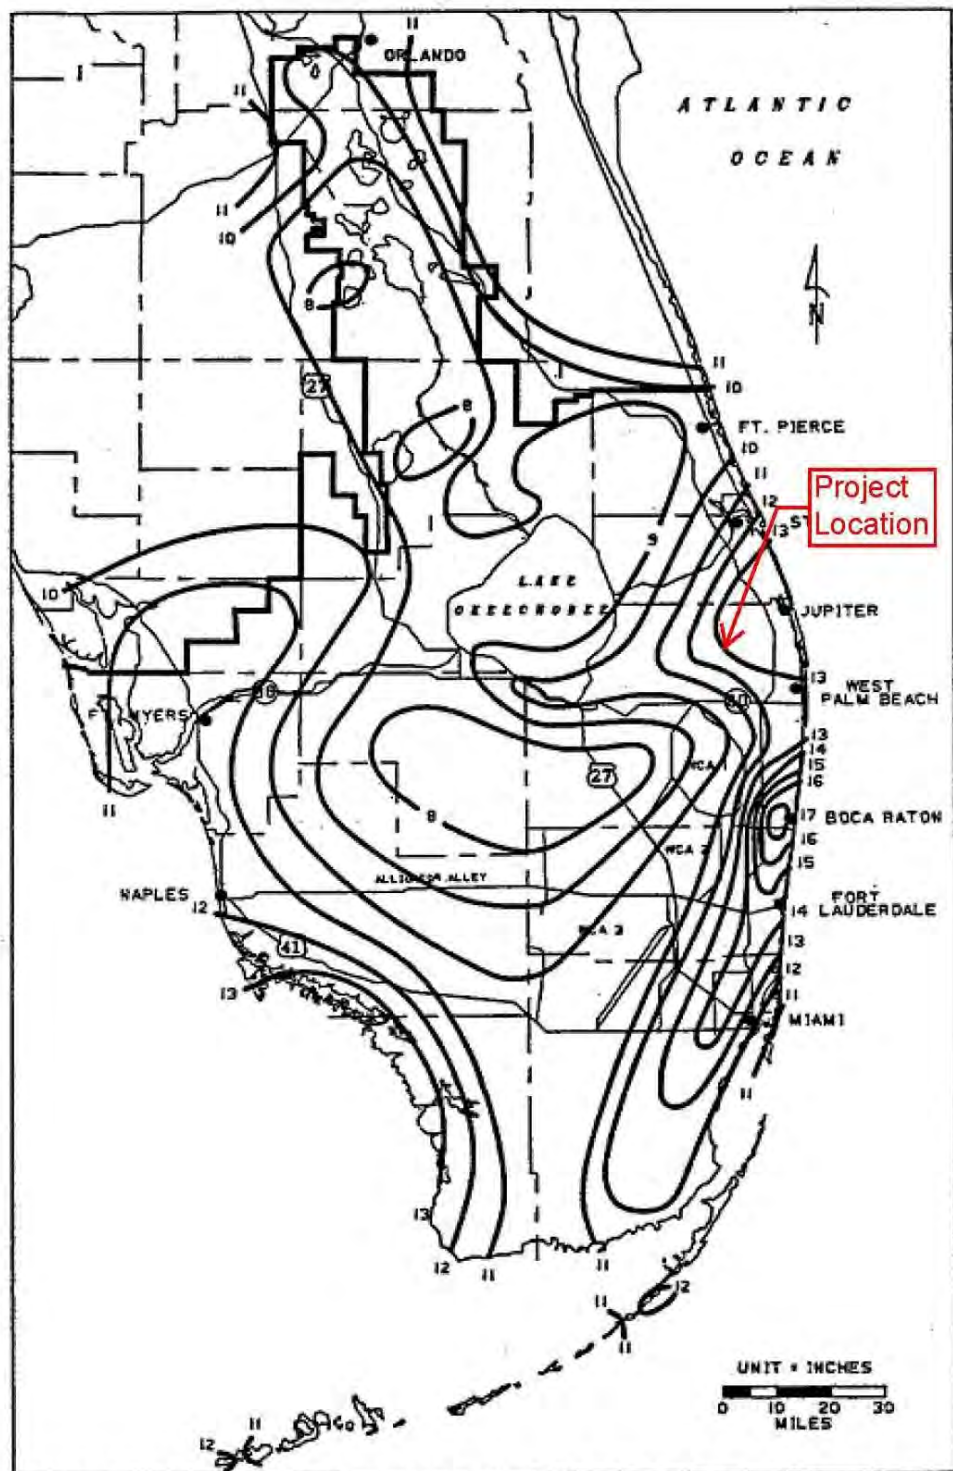 11
ORLANDO
ATLANTIC
OCEAN
11
11
10
N
8
27
11
10
8
FT. PIERCE
10
11
12
13
ST
Project
Location
9
10
LAKE
OKEECHOBEE
JUPITER
13
WEST
PALM BEACH
80
FT. MYERS
27
WCA 1
13
14
15
16
17
BOCA RATON
16
15
11
8
WCA 2
ALLIGATOR ALLEY
NAPLES
12
FORT
14 LAUDERDALE
WCA 3
41
13
13
12
11
MIAMI
11
13
12
11
11
12
11
11
UNIT = INCHES
0 10 20 30
MILES
11
12